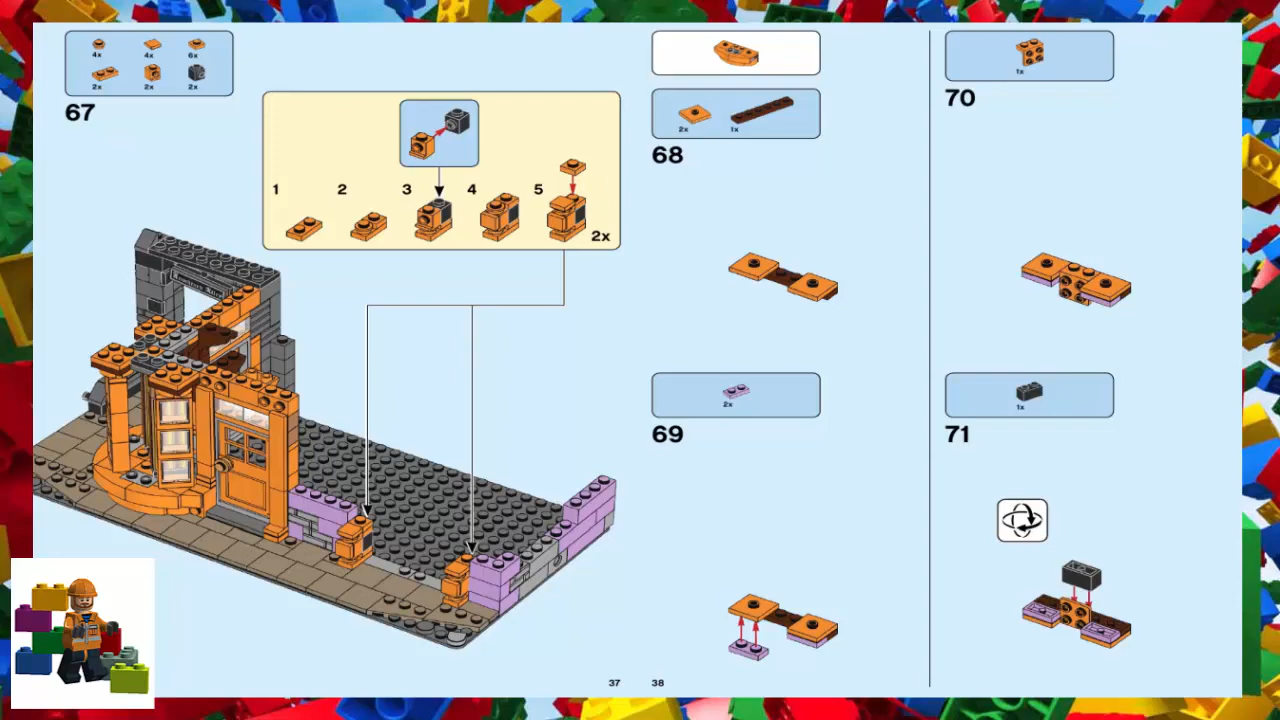 4x 4x 6x
2x 2x 2x
67
1 2 3 4 5
2x
2x 1x
68
2x
69
1x
70
1x
71
37 38